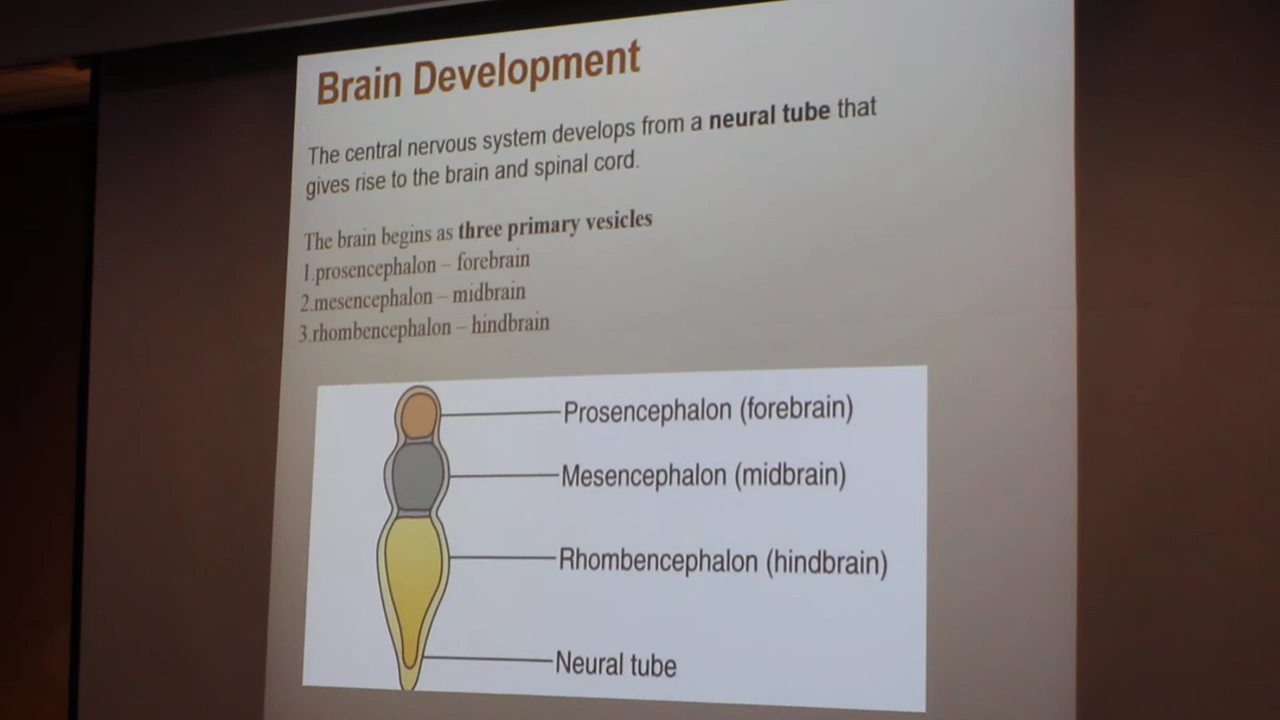 Brain Development
The central nervous system develops from a neural tube that
gives rise to the brain and spinal cord.
The brain begins as three primary vesicles
1.prosencephalon – forebrain
2.mesencephalon – midbrain
3.rhombencephalon – hindbrain
Prosencephalon (forebrain)
Mesencephalon (midbrain)
Rhombencephalon (hindbrain)
Neural tube